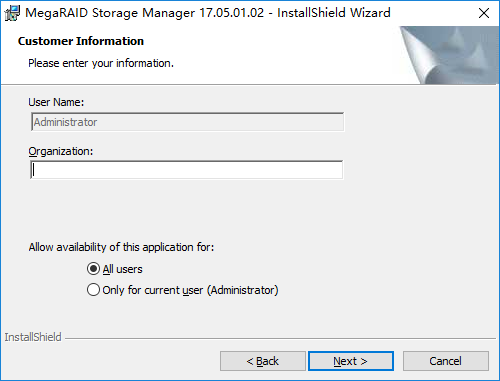 MegaRAID Storage Manager 17.05.01.02 - InstallShield Wizard
Customer Information
Please enter your information.
User Name:
Administrator
Organization:
Allow availability of this application for:
All users
Only for current user (Administrator)
InstallShield
< Back
Next >
Cancel